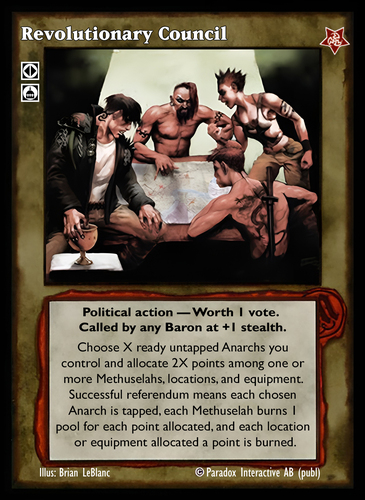 Revolutionary Council
Political action — Worth 1 vote.
Called by any Baron at +1 stealth.
Choose X ready untapped Anarchs you
control and allocate 2X points among one or
more Methuselahs, locations, and equipment.
Successful referendum means each chosen
Anarch is tapped, each Methuselah burns 1
pool for each point allocated, and each location
or equipment allocated a point is burned.
Illus: Brian LeBlanc © Paradox Interactive AB (publ)